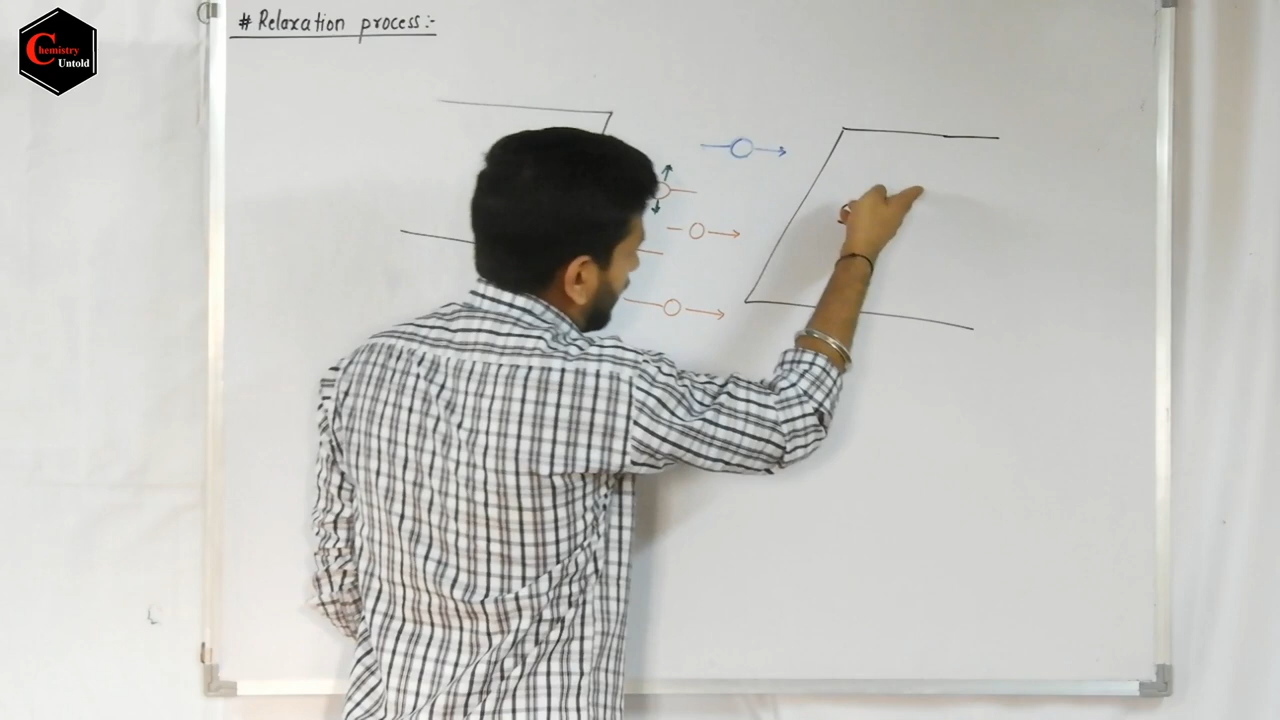 Chemistry
Untold
# Relaxation process:-